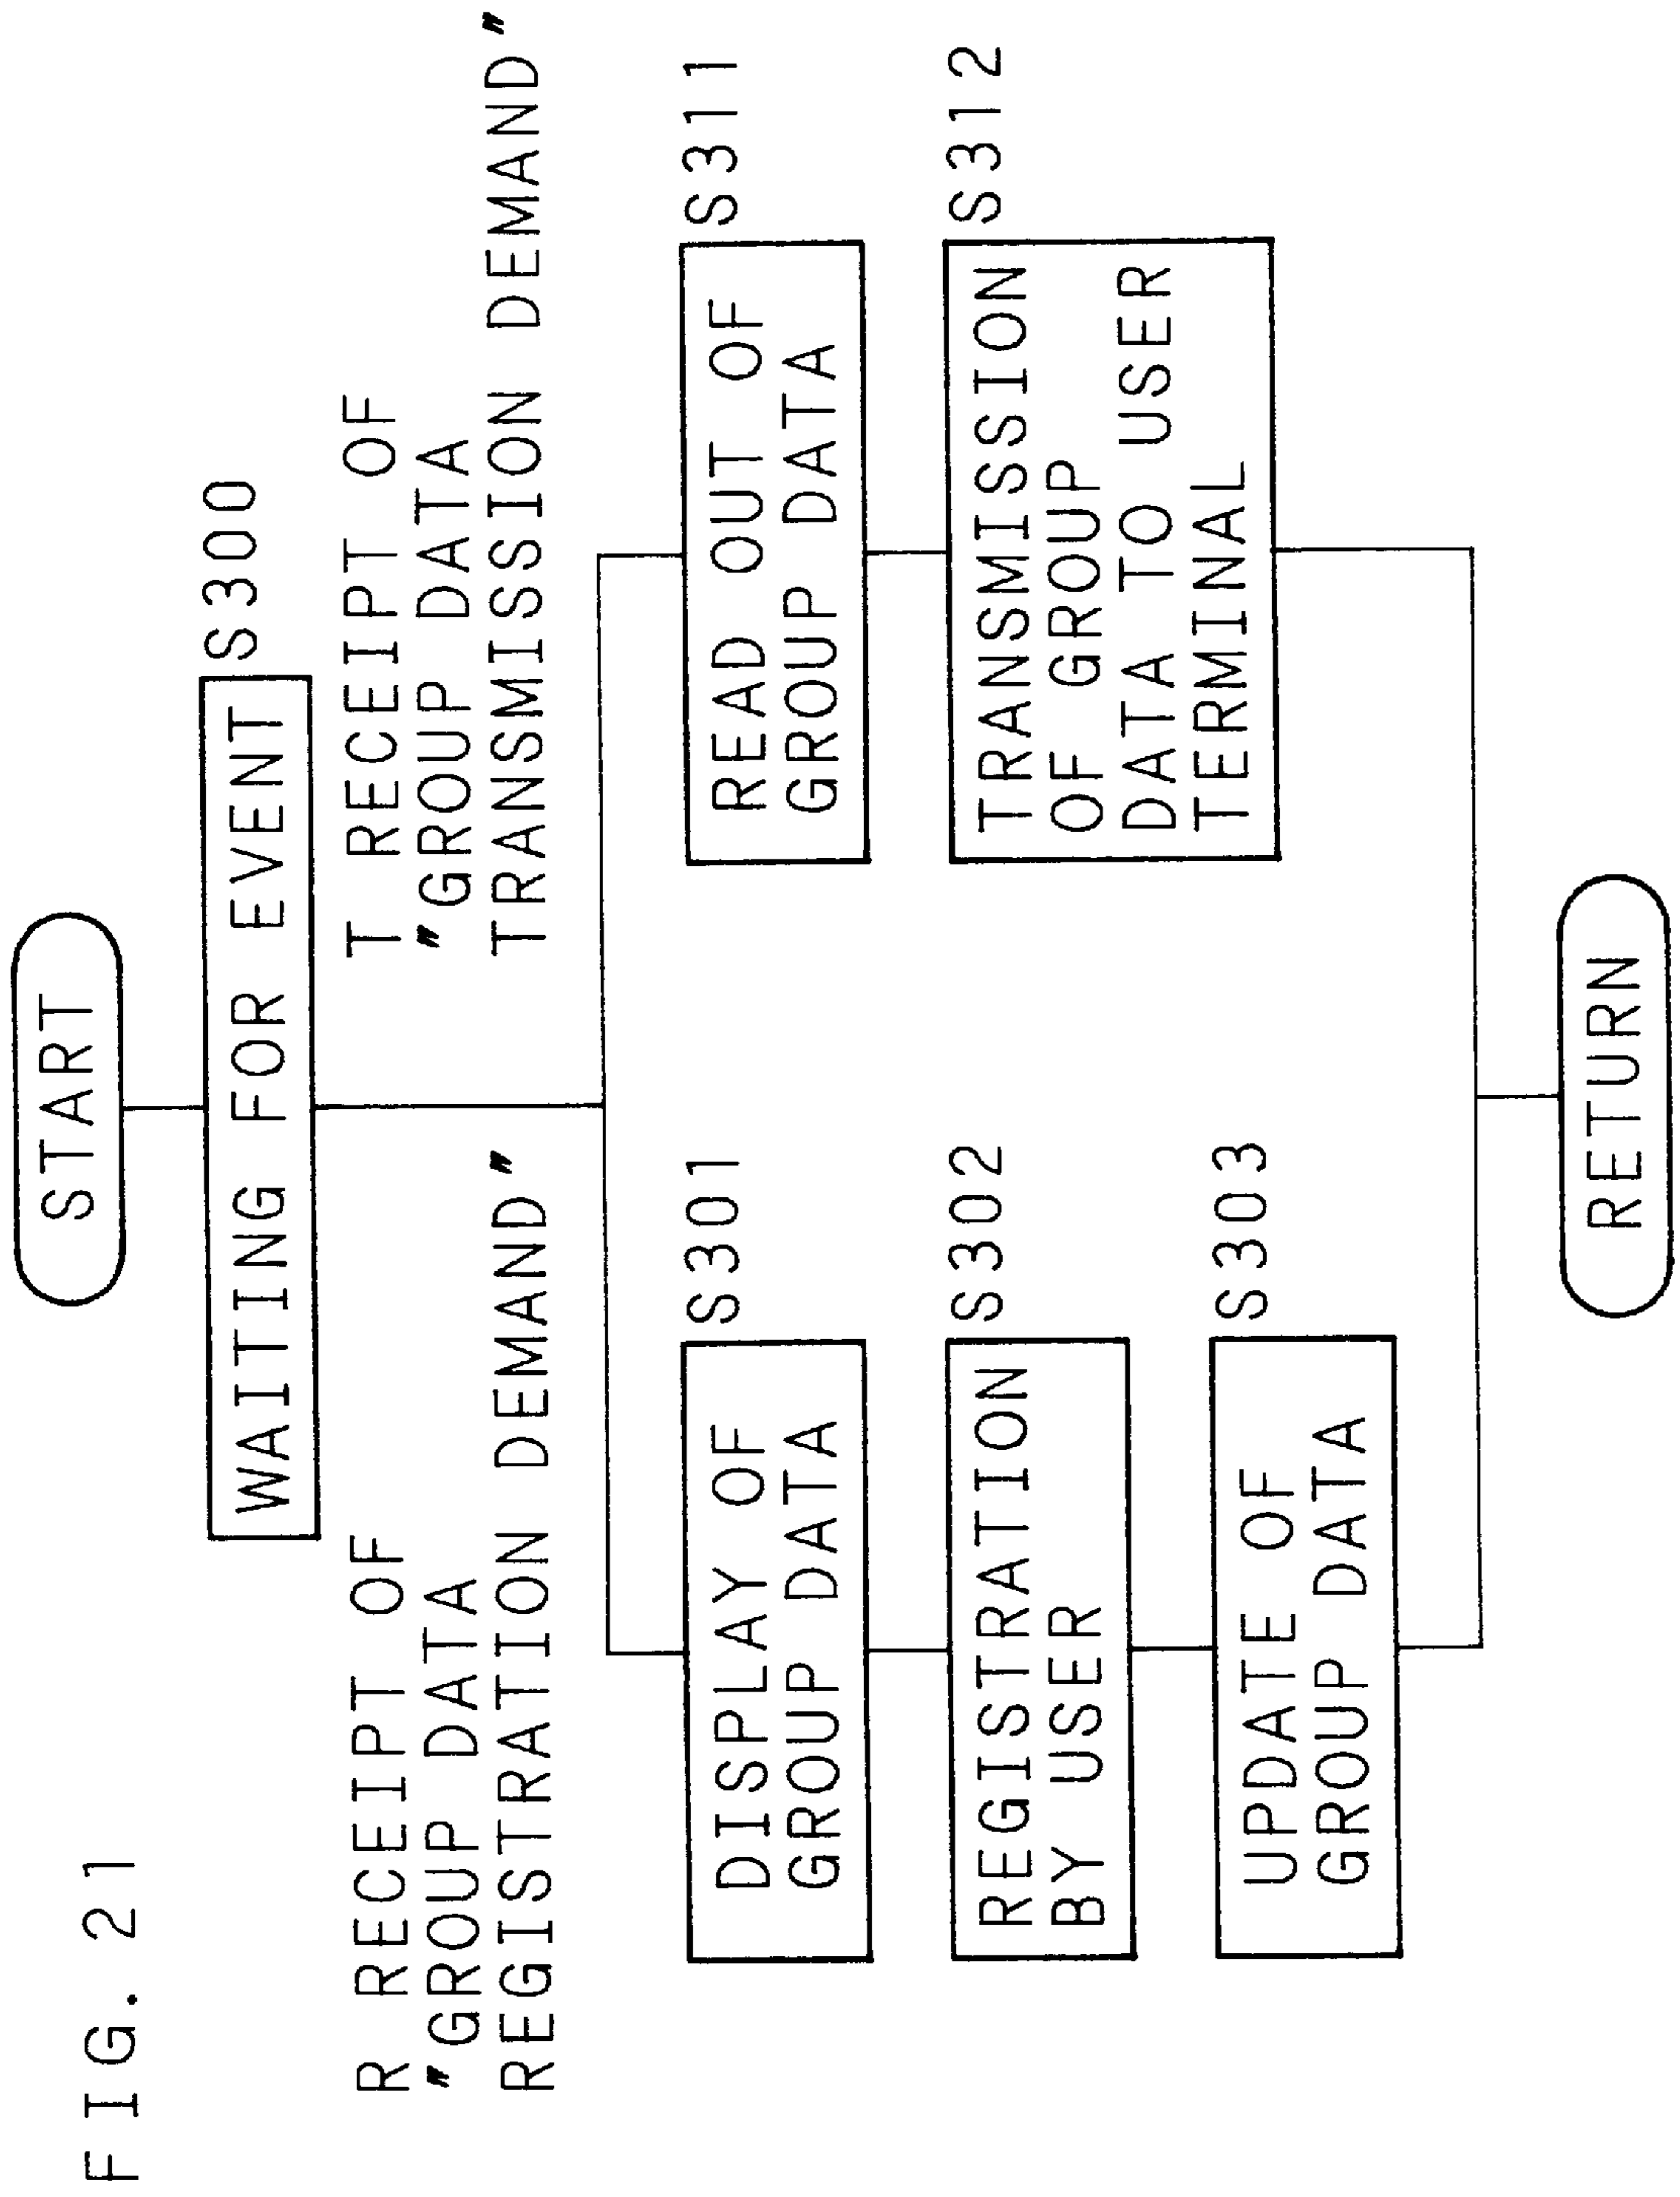 FIG. 21
START
WAITING FOR EVENT S300
R RECEIPT OF
"GROUP DATA
REGISTRATION DEMAND"
T RECEIPT OF
"GROUP DATA
TRANSMISSION DEMAND"
DISPLAY OF
GROUP DATA
S301
REGISTRATION
BY USER
S302
UPDATE OF
GROUP DATA
S303
READ OUT OF
GROUP DATA
S311
TRANSMISSION
OF GROUP
DATA TO USER
TERMINAL
S312
RETURN